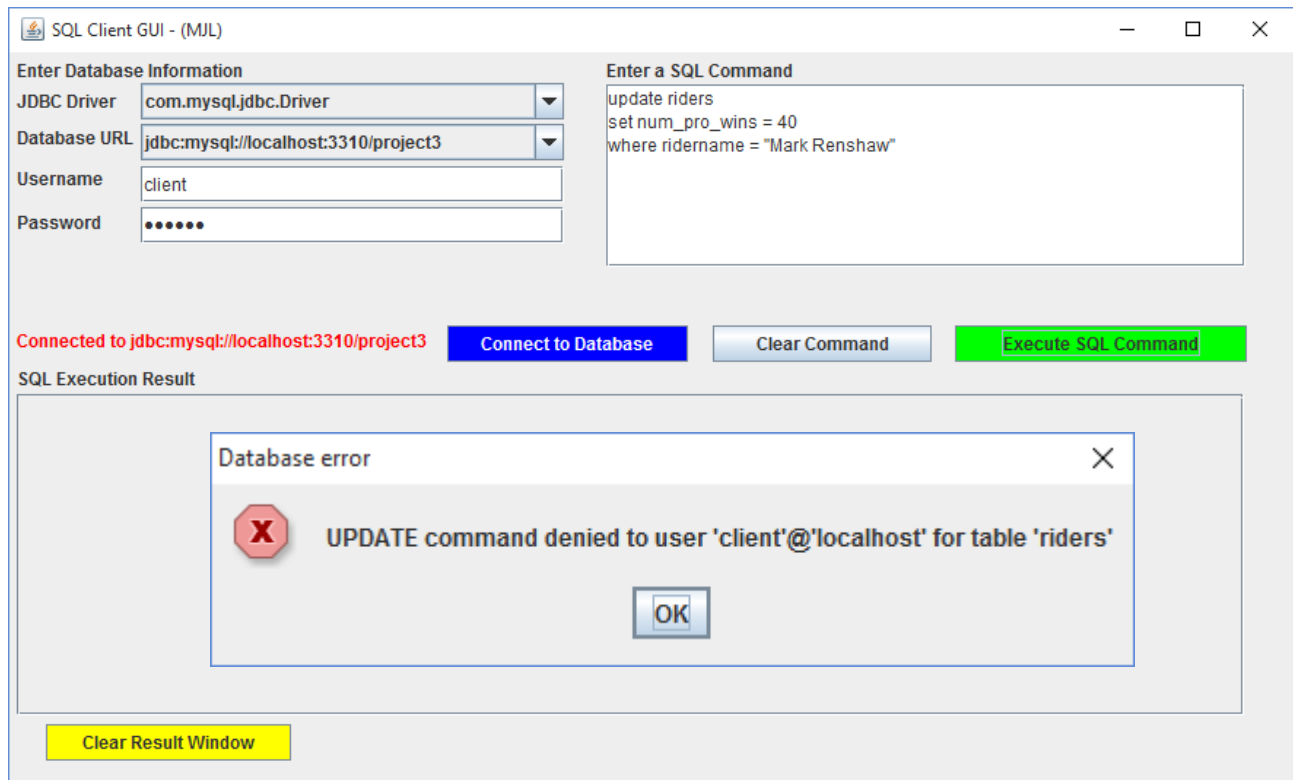 SQL Client GUI - (MJL)
Enter Database Information
JDBC Driver
com.mysql.jdbc.Driver
Database URL
jdbc:mysql://localhost:3310/project3
Username
client
Password
••••••
Enter a SQL Command
update riders
set num_pro_wins = 40
where ridername = "Mark Renshaw"
Connected to jdbc:mysql://localhost:3310/project3
Connect to Database
Clear Command
Execute SQL Command
SQL Execution Result
Database error
UPDATE command denied to user 'client'@'localhost' for table 'riders'
OK
Clear Result Window